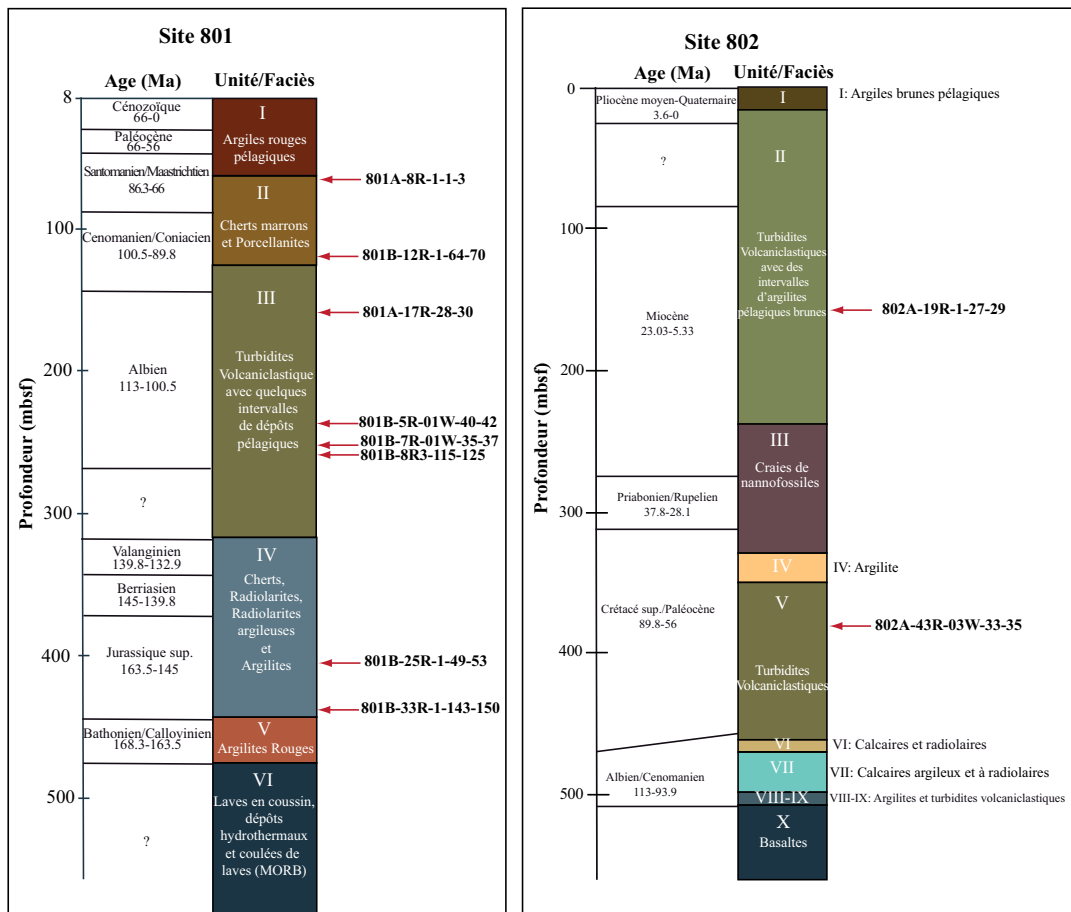 Site 801
Age (Ma)
Unité/Faciès
Profondeur (mbsf)
8
100
200
300
400
500
Cénozoïque
66-0
Paléocène
66-56
Santomanien/Maastrichtien
86.3-66
Cenomanien/Coniacien
100.5-89.8
Albien
113-100.5
?
Valanginien
139.8-132.9
Berriasien
145-139.8
Jurassique sup.
163.5-145
Bathonien/Callovinien
168.3-163.5
?
I
Argiles rouges
pélagiques
II
Cherts marrons
et Porcellanites
III
Turbidites
Volcaniclastique
avec quelques
intervalles
de dépôts
pélagiques
IV
Cherts,
Radiolarites,
Radiolarites
argileuses
et
Argilites
V
Argilites Rouges
VI
Laves en coussin,
dépôts
hydrothermaux
et coulées de
laves (MORB)
801A-8R-1-1-3
801B-12R-1-64-70
801A-17R-28-30
801B-5R-01W-40-42
801B-7R-01W-35-37
801B-8R3-115-125
801B-25R-1-49-53
801B-33R-1-143-150
Site 802
Age (Ma)
Unité/Faciès
Profondeur (mbsf)
0
100
200
300
400
500
Pliocène moyen-Quaternaire
3.6-0
?
Miocène
23.03-5.33
Priabonien/Rupelien
37.8-28.1
Crétacé sup./Paléocène
89.8-56
Albien/Cenomanien
113-93.9
I
II
Turbidites
Volcaniclastiques
avec des
intervalles
d'argilites
pélagiques brunes
III
Craies de
nannofossiles
IV
V
Turbidites
Volcaniclastiques
VI
VII
VIII-IX
X
Basaltes
I: Argiles brunes pélagiques
802A-19R-1-27-29
IV: Argilite
802A-43R-03W-33-35
VI: Calcaires et radiolaires
VII: Calcaires argileux et à radiolaires
VIII-IX: Argilites et turbidites volcaniclastiques